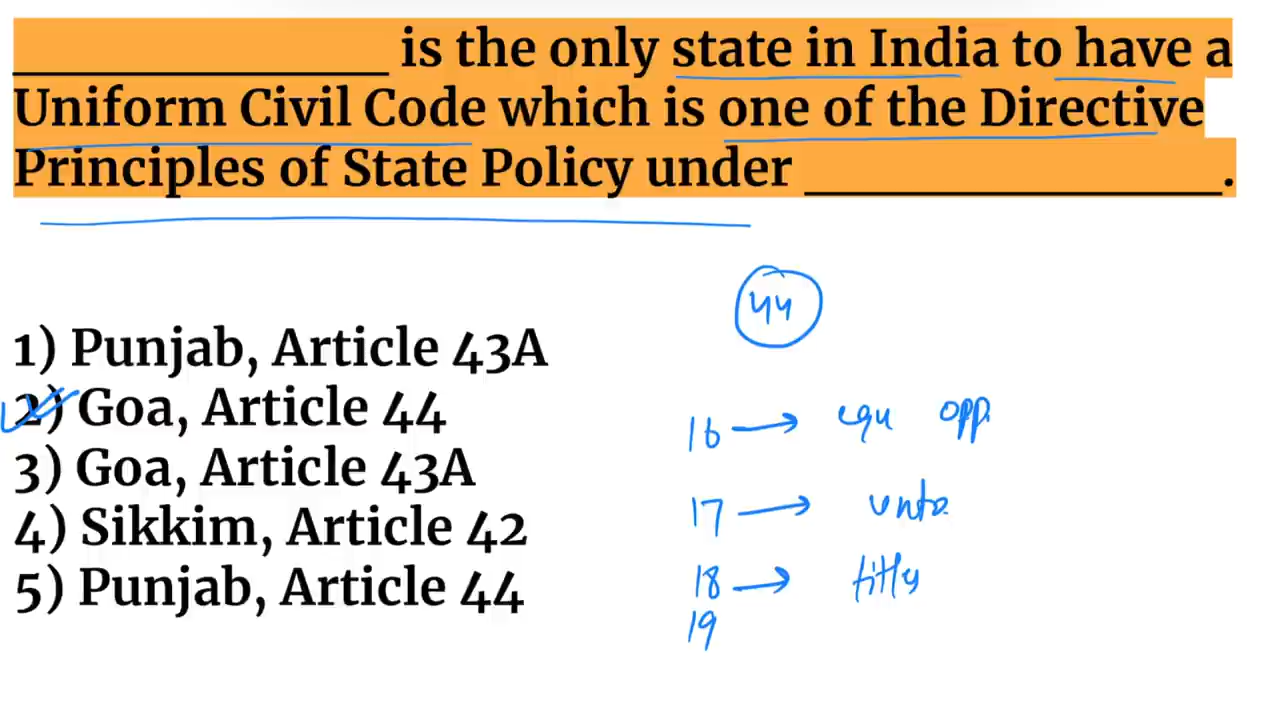 ______________ is the only state in India to have a
Uniform Civil Code which is one of the Directive
Principles of State Policy under ________________.
44
1) Punjab, Article 43A
2) Goa, Article 44
3) Goa, Article 43A
4) Sikkim, Article 42
5) Punjab, Article 44
16 → equ opp.
17 → unto.
18 → titles
19